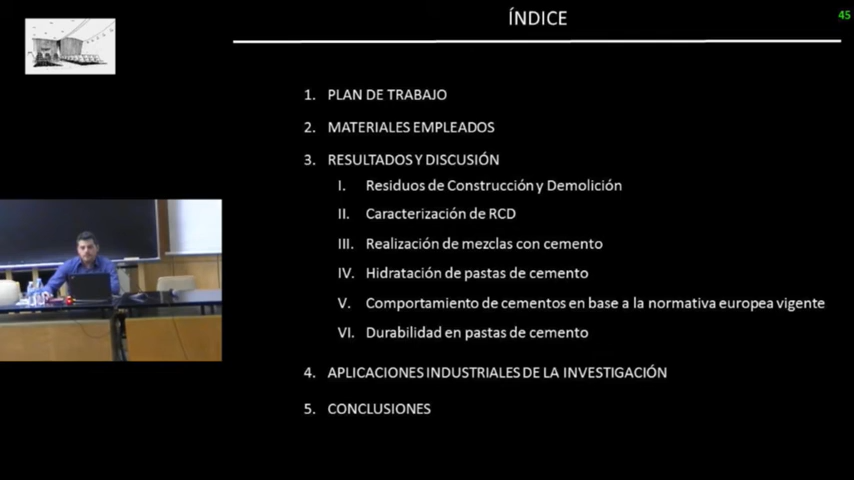 ÍNDICE
45
1. PLAN DE TRABAJO
2. MATERIALES EMPLEADOS
3. RESULTADOS Y DISCUSIÓN
I. Residuos de Construcción y Demolición
II. Caracterización de RCD
III. Realización de mezclas con cemento
IV. Hidratación de pastas de cemento
V. Comportamiento de cementos en base a la normativa europea vigente
VI. Durabilidad en pastas de cemento
4. APLICACIONES INDUSTRIALES DE LA INVESTIGACIÓN
5. CONCLUSIONES